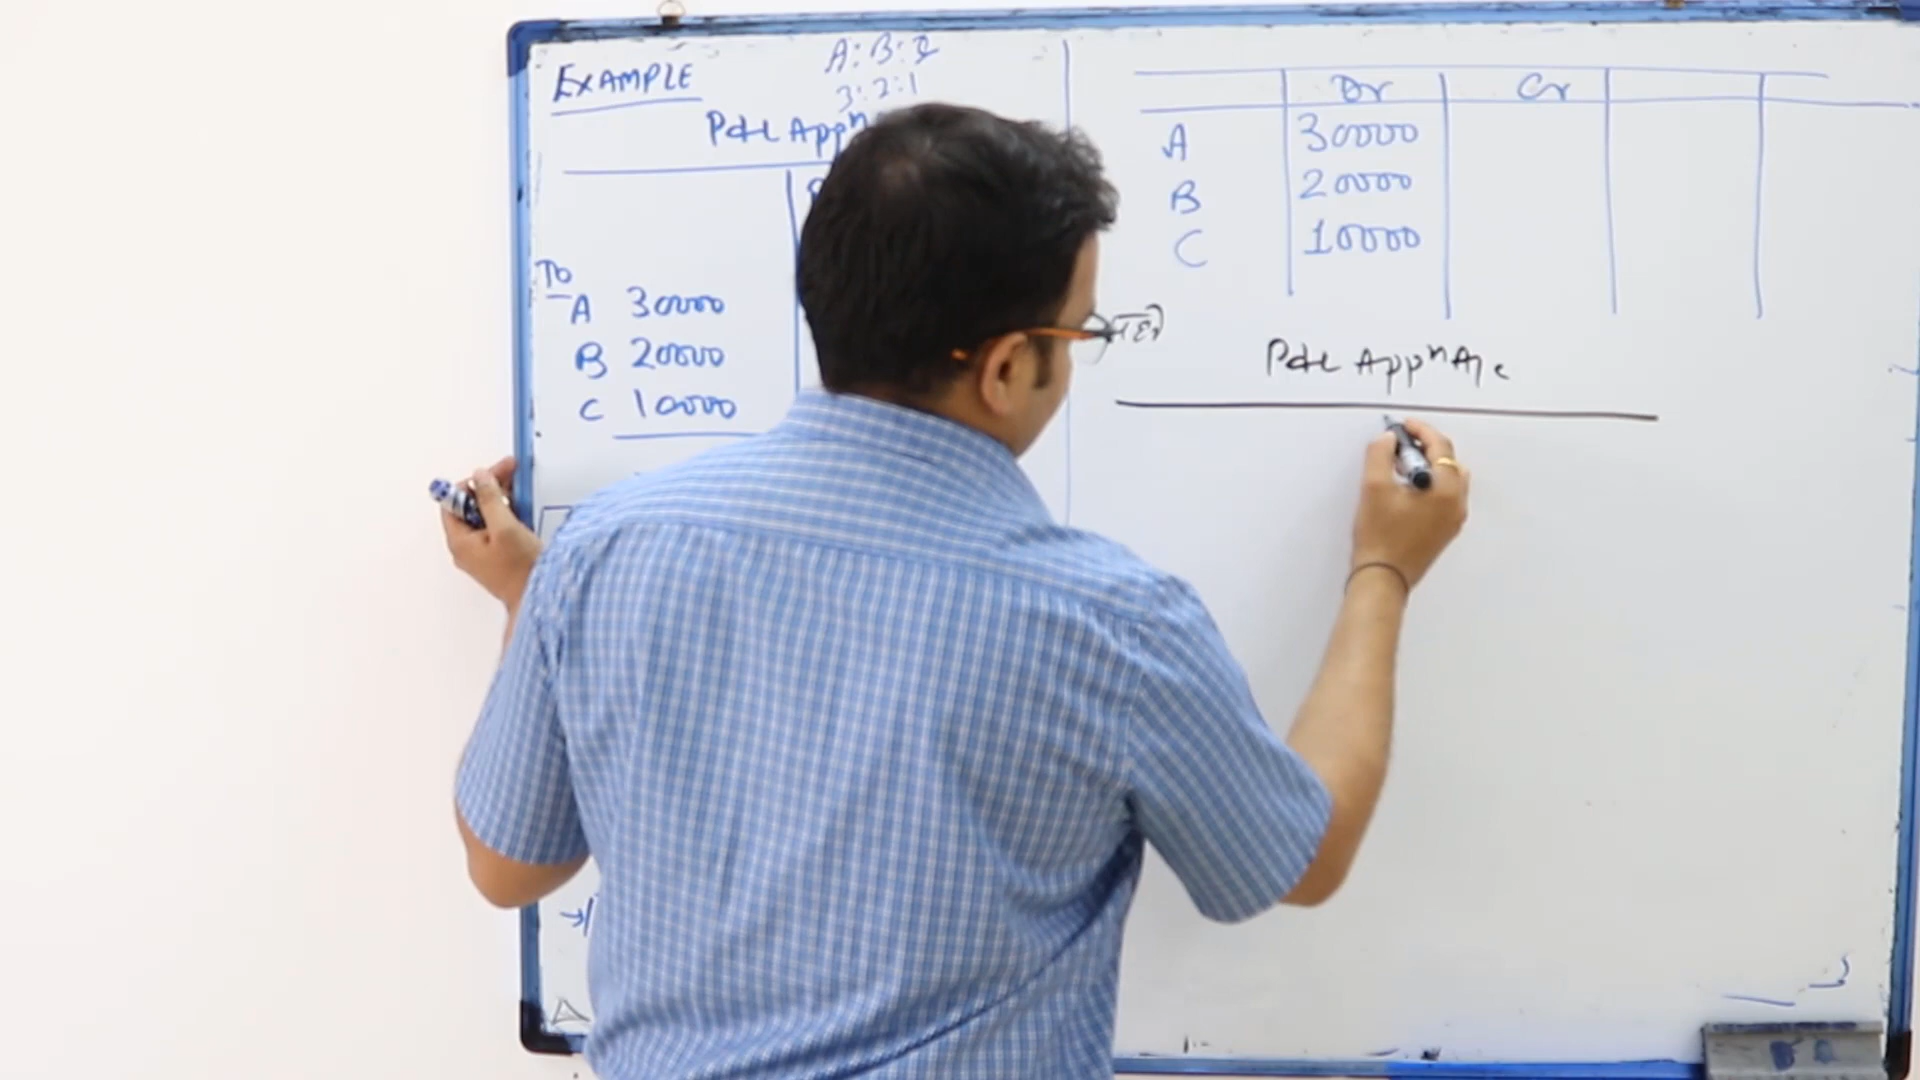 EXAMPLE
A:B:C
3:2:1
P&L Appn
To
A 30000
B 20000
C 10000
Dr Cr
A 30000
B 20000
C 10000
P&L Appn A/c